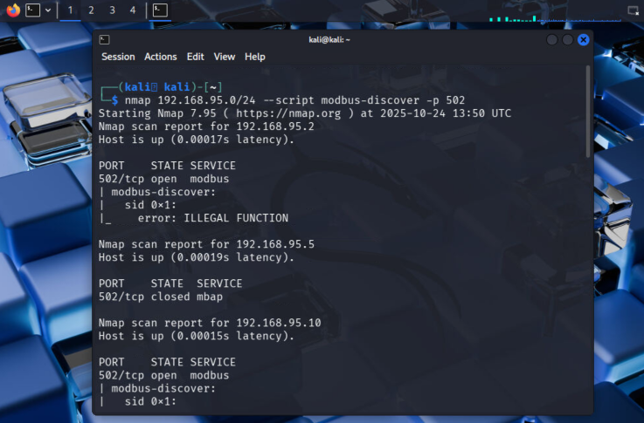 1 2 3 4
kali@kali: ~
Session Actions Edit View Help
(kali㉿kali)-[~]
$ nmap 192.168.95.0/24 --script modbus-discover -p 502
Starting Nmap 7.95 ( https://nmap.org ) at 2025-10-24 13:50 UTC
Nmap scan report for 192.168.95.2
Host is up (0.00017s latency).
PORT STATE SERVICE
502/tcp open modbus
| modbus-discover:
| sid 0×1:
|_ error: ILLEGAL FUNCTION
Nmap scan report for 192.168.95.5
Host is up (0.00019s latency).
PORT STATE SERVICE
502/tcp closed mbap
Nmap scan report for 192.168.95.10
Host is up (0.00015s latency).
PORT STATE SERVICE
502/tcp open modbus
| modbus-discover:
| sid 0×1: